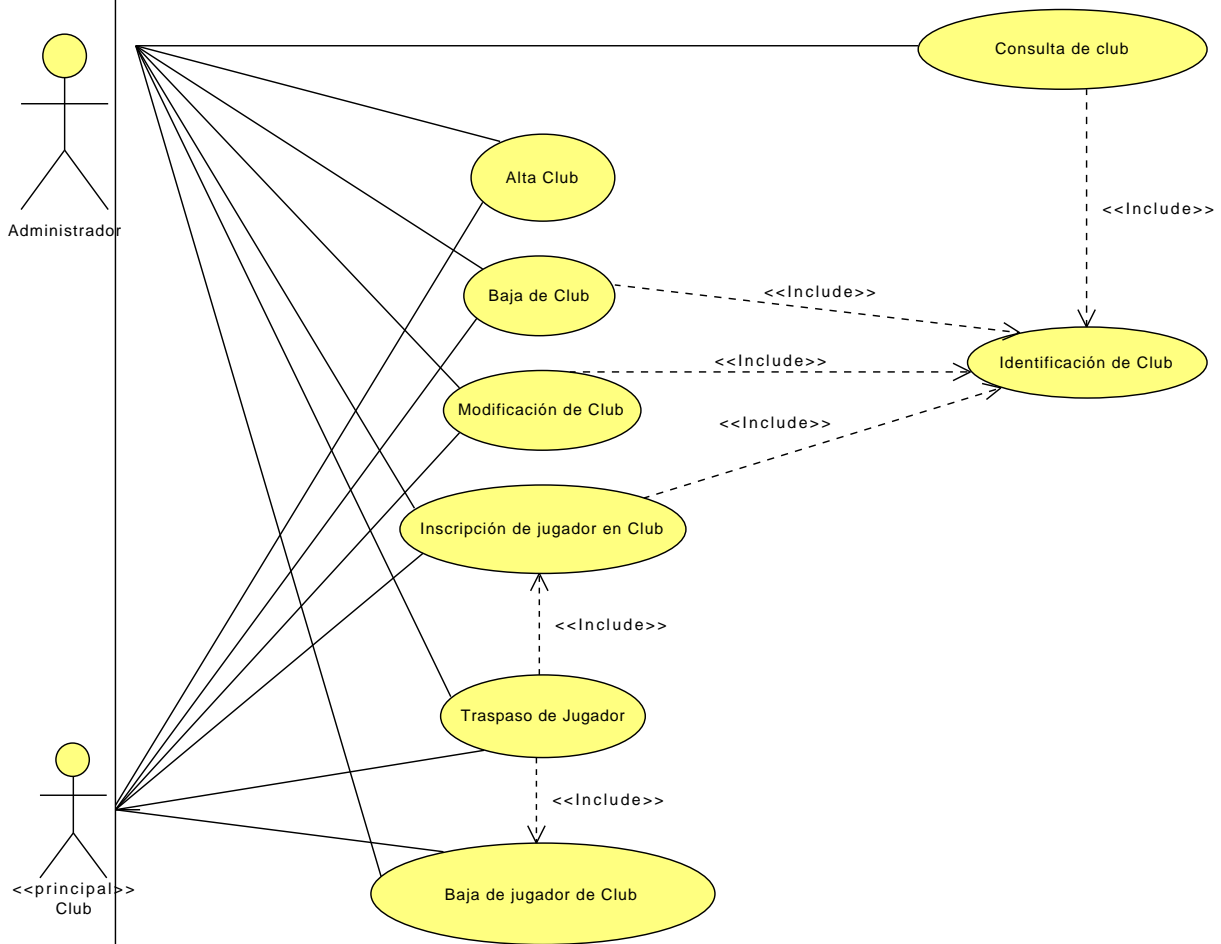 Consulta de club
Alta Club
<<Include>>
Administrador
Baja de Club
<<Include>>
<<Include>>
Identificación de Club
Modificación de Club
<<Include>>
Inscripción de jugador en Club
<<Include>>
Traspaso de Jugador
<<Include>>
<<principal>>
Club
Baja de jugador de Club